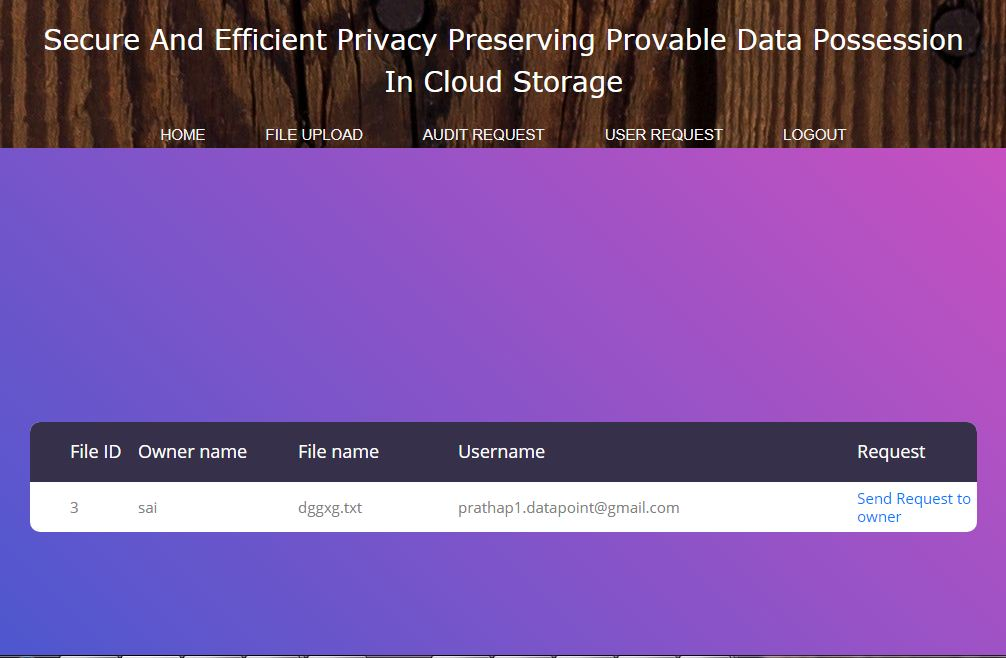 Secure And Efficient Privacy Preserving Provable Data Possession
In Cloud Storage
HOME FILE UPLOAD AUDIT REQUEST USER REQUEST LOGOUT
File ID Owner name File name Username Request
3 sai dggxg.txt prathap1.datapoint@gmail.com Send Request to
owner